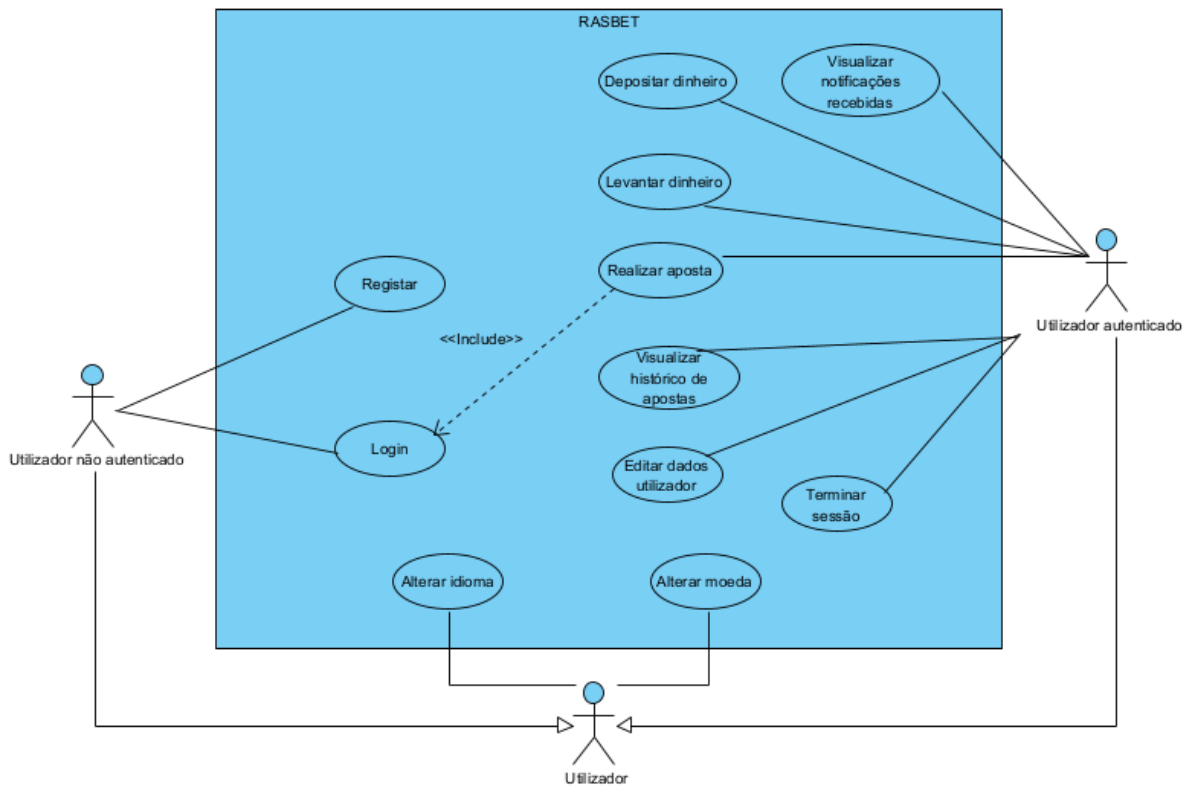 RASBET
Depositar dinheiro
Visualizar
notificações
recebidas
Levantar dinheiro
Realizar aposta
Registar
<<Include>>
Utilizador autenticado
Visualizar
histórico de
apostas
Login
Utilizador não autenticado
Editar dados
utilizador
Terminar
sessão
Alterar idioma
Alterar moeda
Utilizador